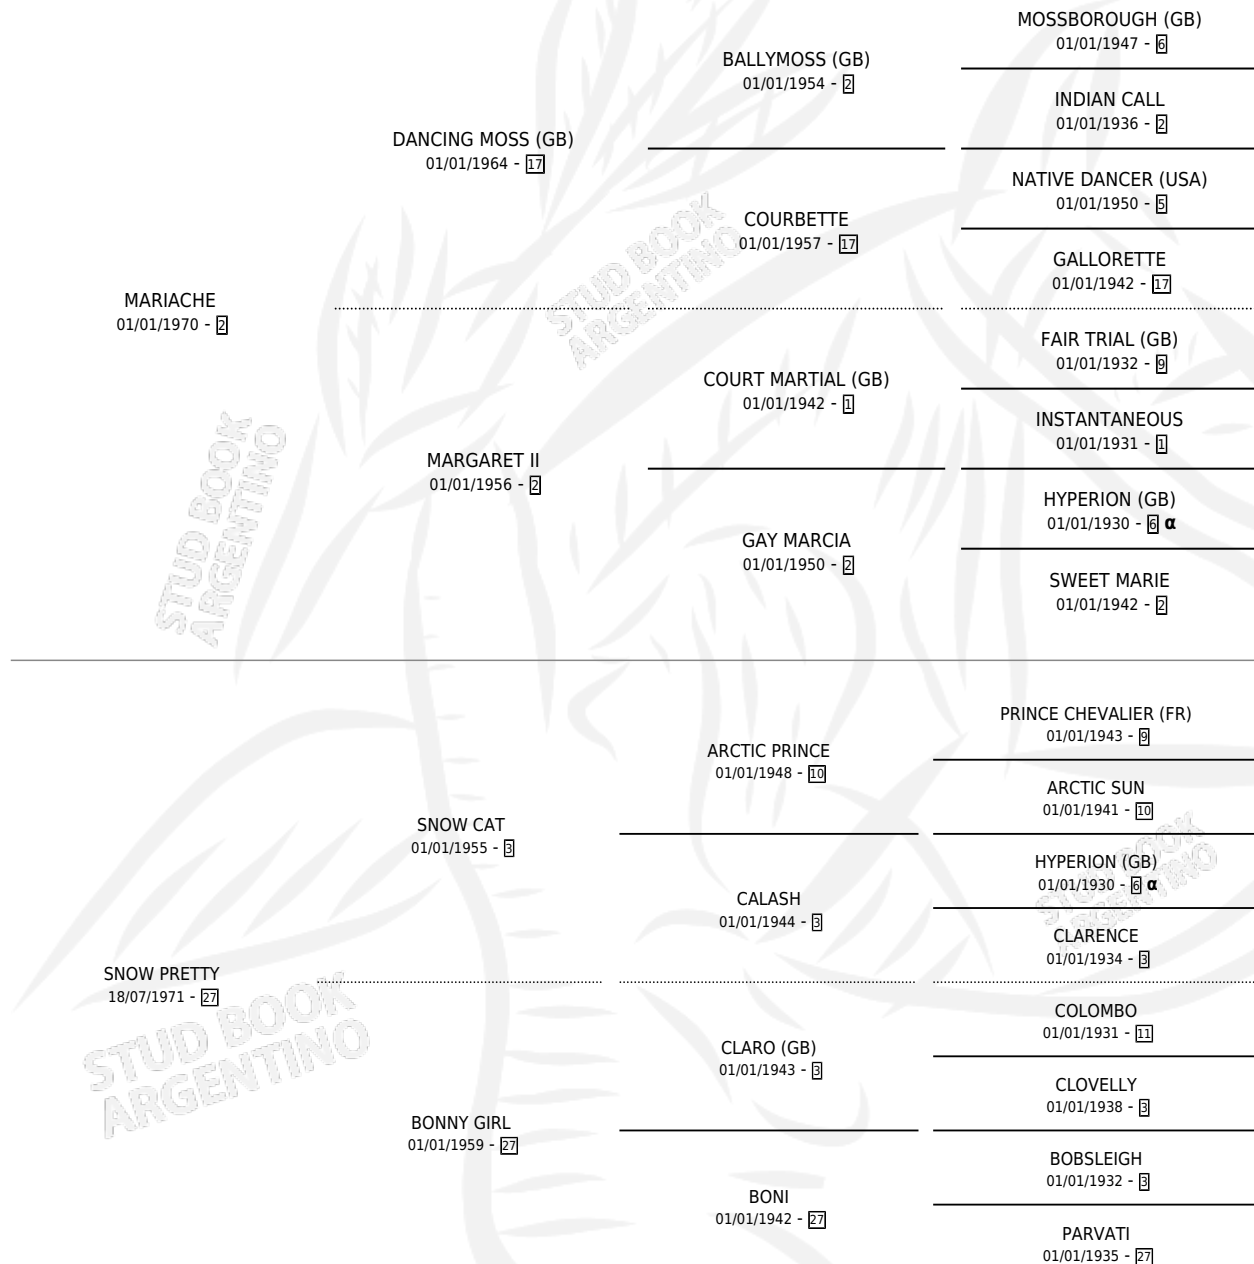 MOSSBOROUGH (GB)
01/01/1947 - 6
BALLYMOSS (GB)
01/01/1954 - 2
INDIAN CALL
01/01/1936 - 2
DANCING MOSS (GB)
01/01/1964 - 17
NATIVE DANCER (USA)
01/01/1950 - 5
COURBETTE
01/01/1957 - 17
GALLORETTE
01/01/1942 - 17
MARIACHE
01/01/1970 - 2
FAIR TRIAL (GB)
01/01/1932 - 9
COURT MARTIAL (GB)
01/01/1942 - 1
INSTANTANEOUS
01/01/1931 - 1
MARGARET II
01/01/1956 - 2
HYPERION (GB)
01/01/1930 - 6 α
GAY MARCIA
01/01/1950 - 2
SWEET MARIE
01/01/1942 - 2
PRINCE CHEVALIER (FR)
01/01/1943 - 9
ARCTIC PRINCE
01/01/1948 - 10
ARCTIC SUN
01/01/1941 - 10
SNOW CAT
01/01/1955 - 3
HYPERION (GB)
01/01/1930 - 6 α
CALASH
01/01/1944 - 3
CLARENCE
01/01/1934 - 3
SNOW PRETTY
18/07/1971 - 27
COLOMBO
01/01/1931 - 11
CLARO (GB)
01/01/1943 - 3
CLOVELLY
01/01/1938 - 3
BONNY GIRL
01/01/1959 - 27
BOBSLEIGH
01/01/1932 - 3
BONI
01/01/1942 - 27
PARVATI
01/01/1935 - 27
STUD BOOK
ARGENTINO
STUD BOOK
ARGENTINO
STUD BOOK
ARGENTINO
STUD BOOK
ARGENTINO